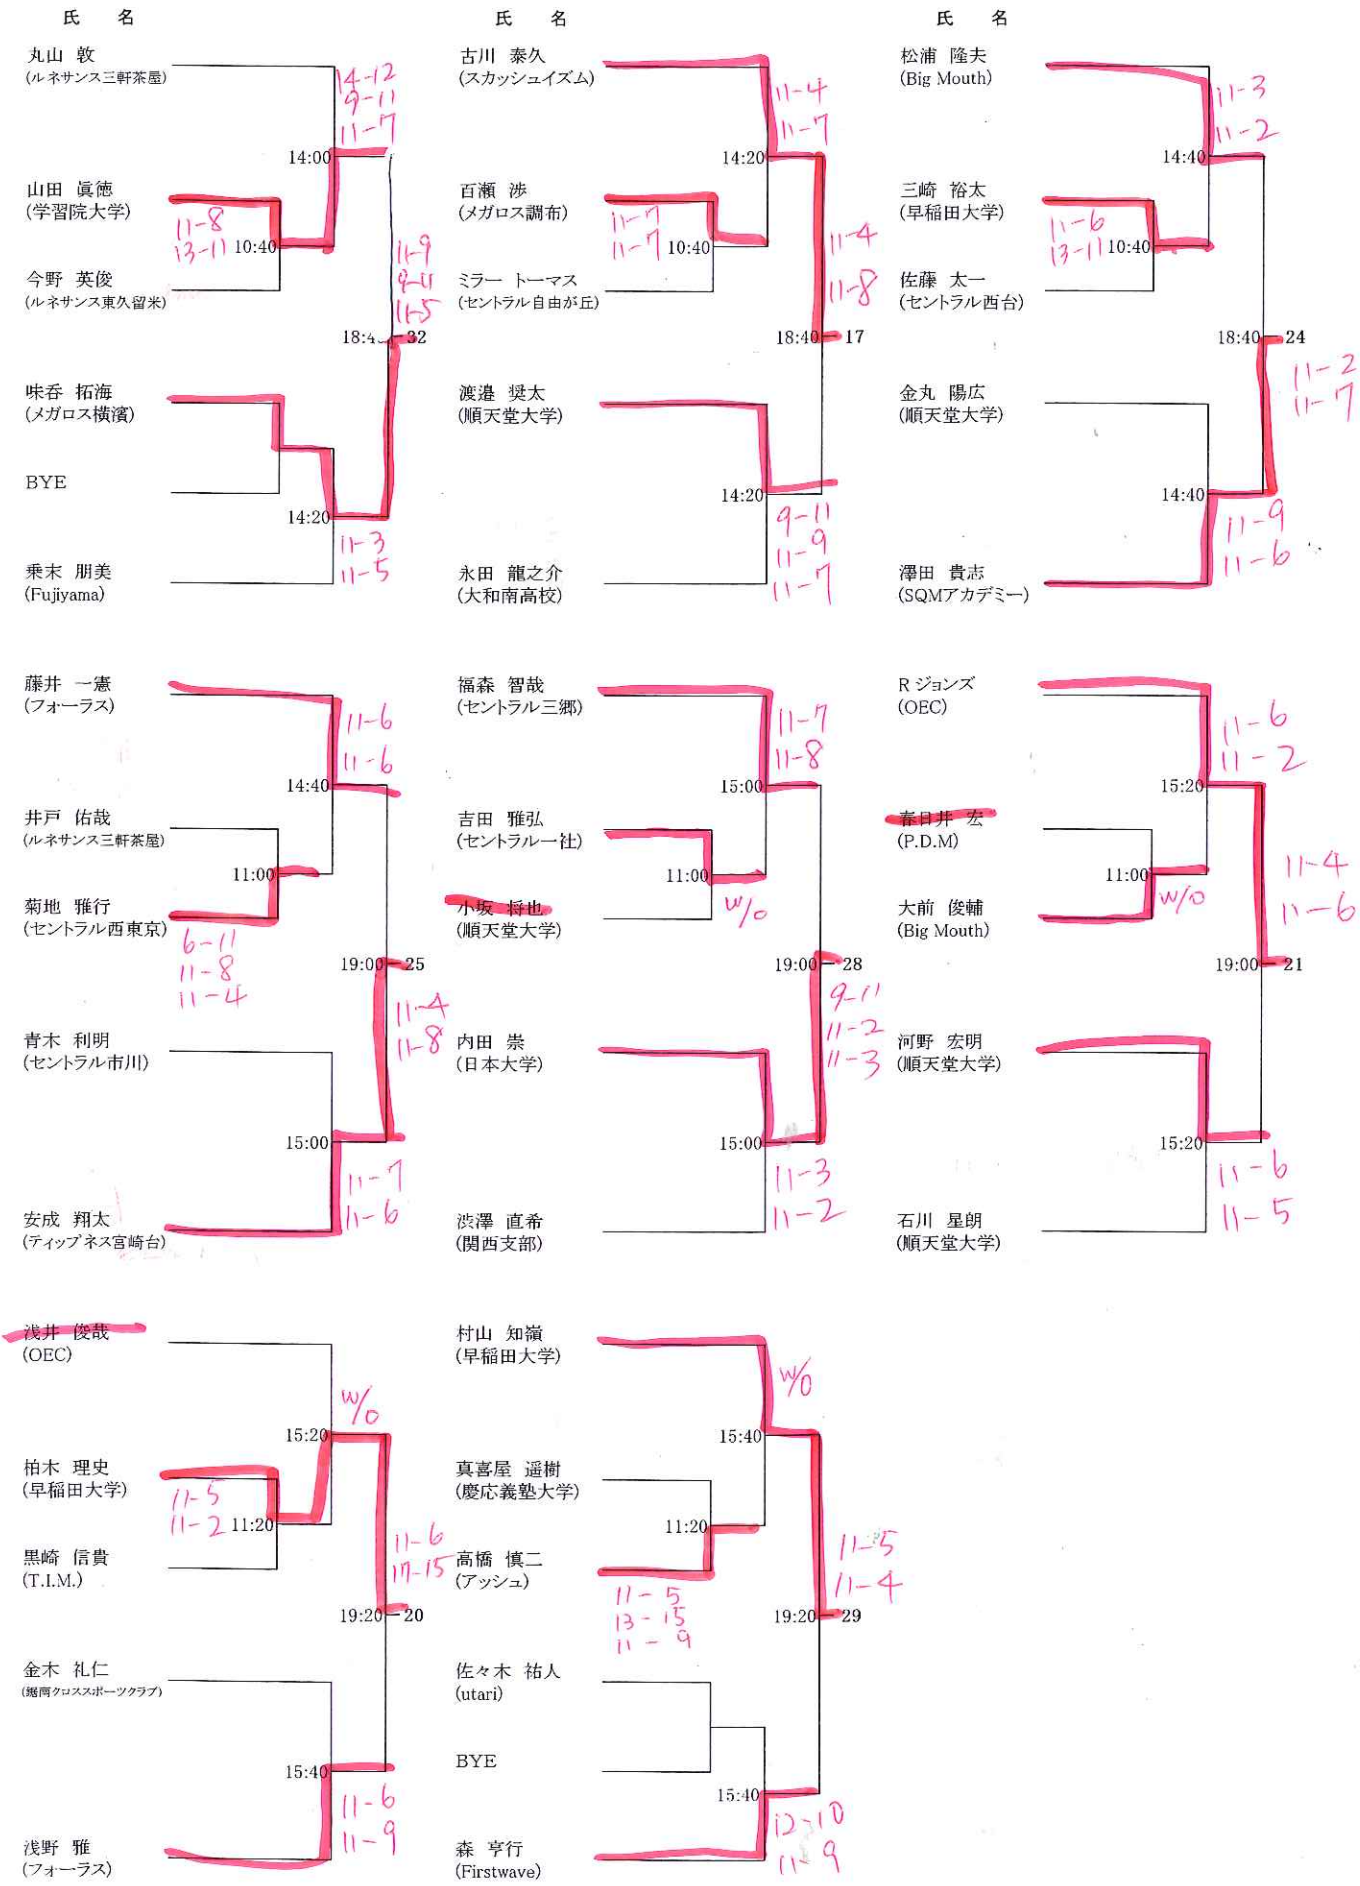 氏 名
丸山 敦
(ルネサンス三軒茶屋)
14-12
9-11
11-7
14:00
山田 眞徳
(学習院大学)
11-8
13-11
10:40
今野 英俊
(ルネサンス東久留米)
11-9
9-11
11-5
18:4
32
味呑 拓海
(メガロス横濱)
BYE
14:20
11-3
11-5
乗末 朋美
(Fujiyama)
氏 名
古川 泰久
(スカッシュイズム)
11-4
11-7
14:20
百瀬 渉
(メガロス調布)
11-7
11-7
10:40
ミラー トーマス
(セントラル自由が丘)
11-4
11-8
18:40
17
渡邉 奨太
(順天堂大学)
14:20
9-11
11-9
11-7
永田 龍之介
(大和南高校)
氏 名
松浦 隆夫
(Big Mouth)
11-3
11-2
14:40
三崎 裕太
(早稲田大学)
11-6
13-11
10:40
佐藤 太一
(セントラル西台)
18:40
24
11-2
11-7
金丸 陽広
(順天堂大学)
14:40
11-9
11-6
澤田 貴志
(SQMアカデミー)
藤井 一憲
(フォーラス)
11-6
11-6
14:40
井戸 佑哉
(ルネサンス三軒茶屋)
11:00
菊地 雅行
(セントラル西東京)
6-11
11-8
11-4
19:00
25
11-4
11-8
青木 利明
(セントラル市川)
15:00
11-7
11-6
安成 翔太
(ティップネス宮崎台)
福森 智哉
(セントラル三郷)
11-7
11-8
15:00
吉田 雅弘
(セントラル一社)
11:00
W/O
小坂 将也
(順天堂大学)
19:00
28
9-11
11-2
11-3
内田 崇
(日本大学)
15:00
11-3
11-2
渋澤 直希
(関西支部)
R ジョンズ
(OEC)
11-6
11-2
15:20
春日井 宏
(P.D.M)
11:00
W/O
大前 俊輔
(Big Mouth)
11-4
11-6
19:00
21
河野 宏明
(順天堂大学)
15:20
11-6
11-5
石川 星朗
(順天堂大学)
浅井 俊哉
(OEC)
W/O
15:20
柏木 理史
(早稲田大学)
11-5
11-2
11:20
黒崎 信貴
(T.I.M.)
11-6
17-15
19:20
20
金木 礼仁
(鋸南クロススポーツクラブ)
15:40
11-6
11-9
浅野 雅
(フォーラス)
村山 知嶺
(早稲田大学)
W/O
15:40
真喜屋 遥樹
(慶応義塾大学)
11:20
高橋 慎二
(アッシュ)
11-5
13-15
11-9
11-5
11-4
19:20
29
佐々木 祐人
(utari)
BYE
15:40
12-10
11-9
森 亨行
(Firstwave)